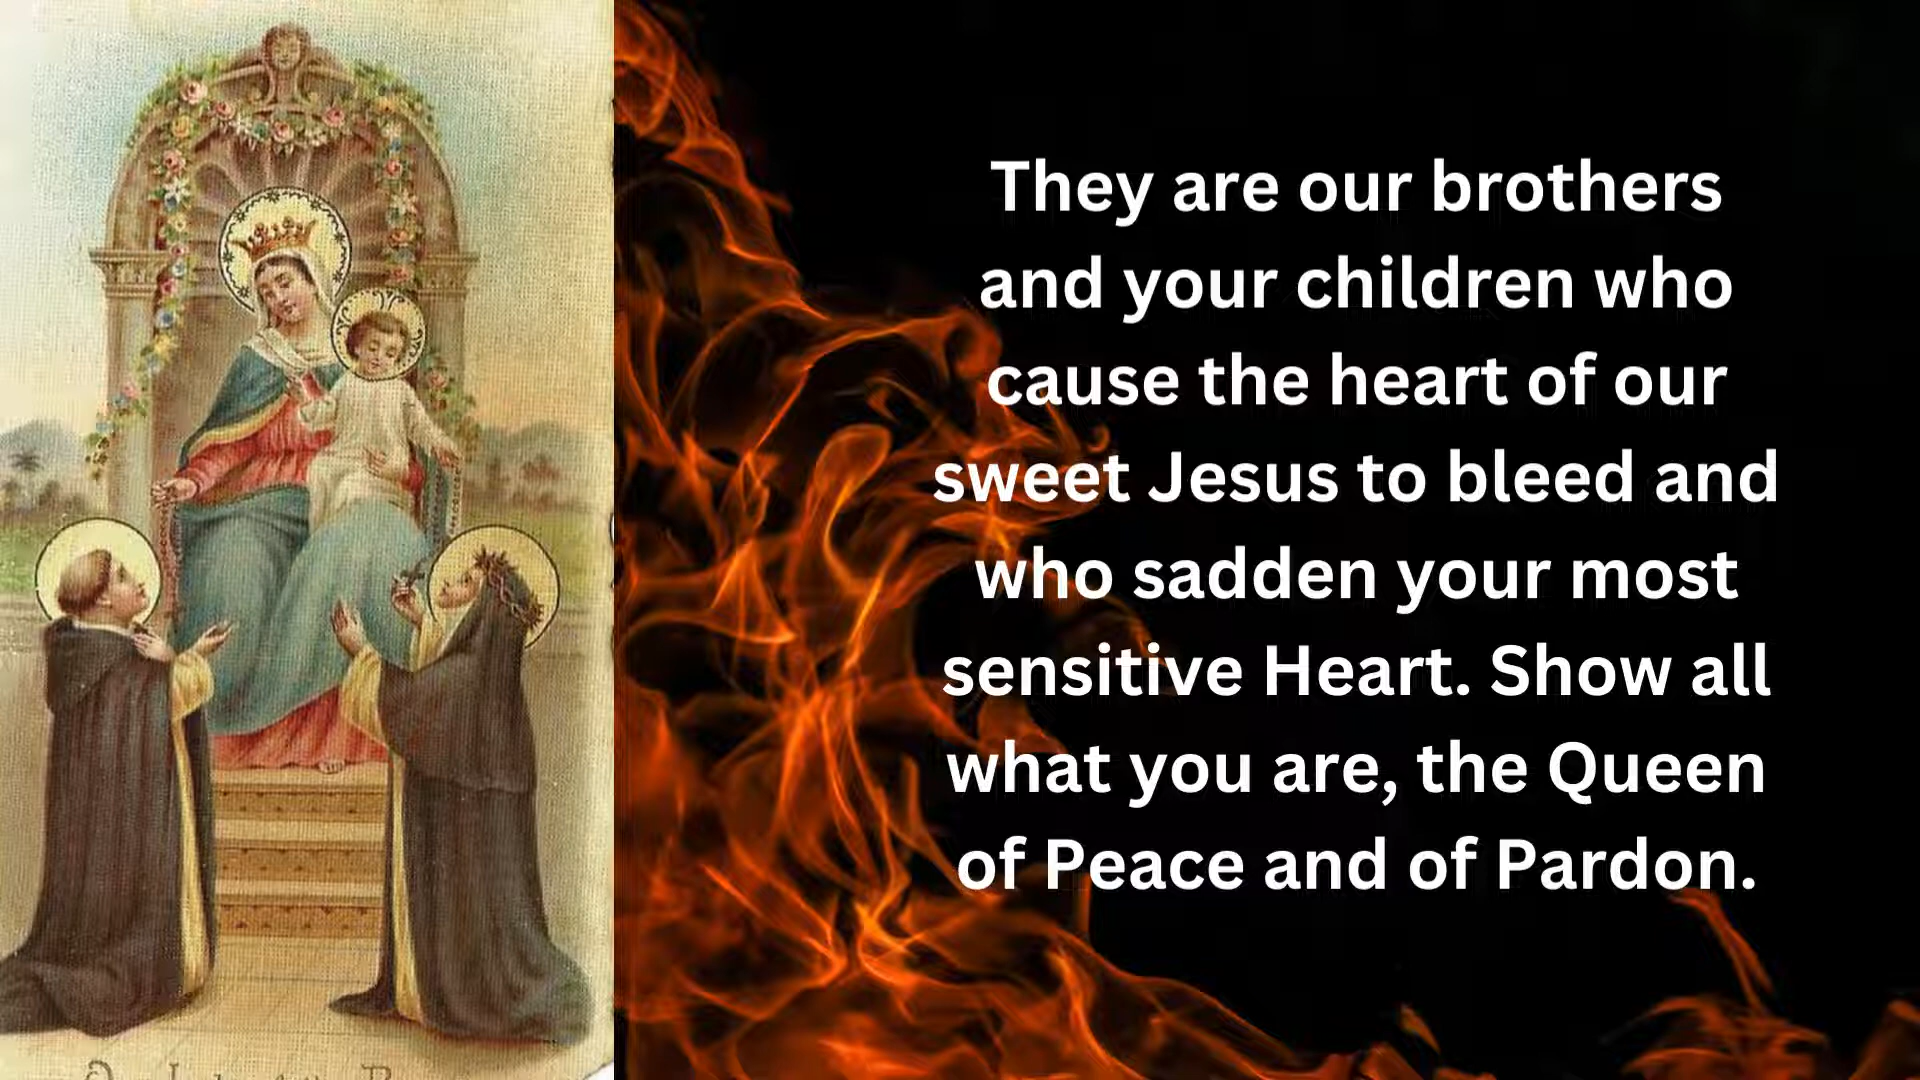 They are our brothers
and your children who
cause the heart of our
sweet Jesus to bleed and
who sadden your most
sensitive Heart. Show all
what you are, the Queen
of Peace and of Pardon.